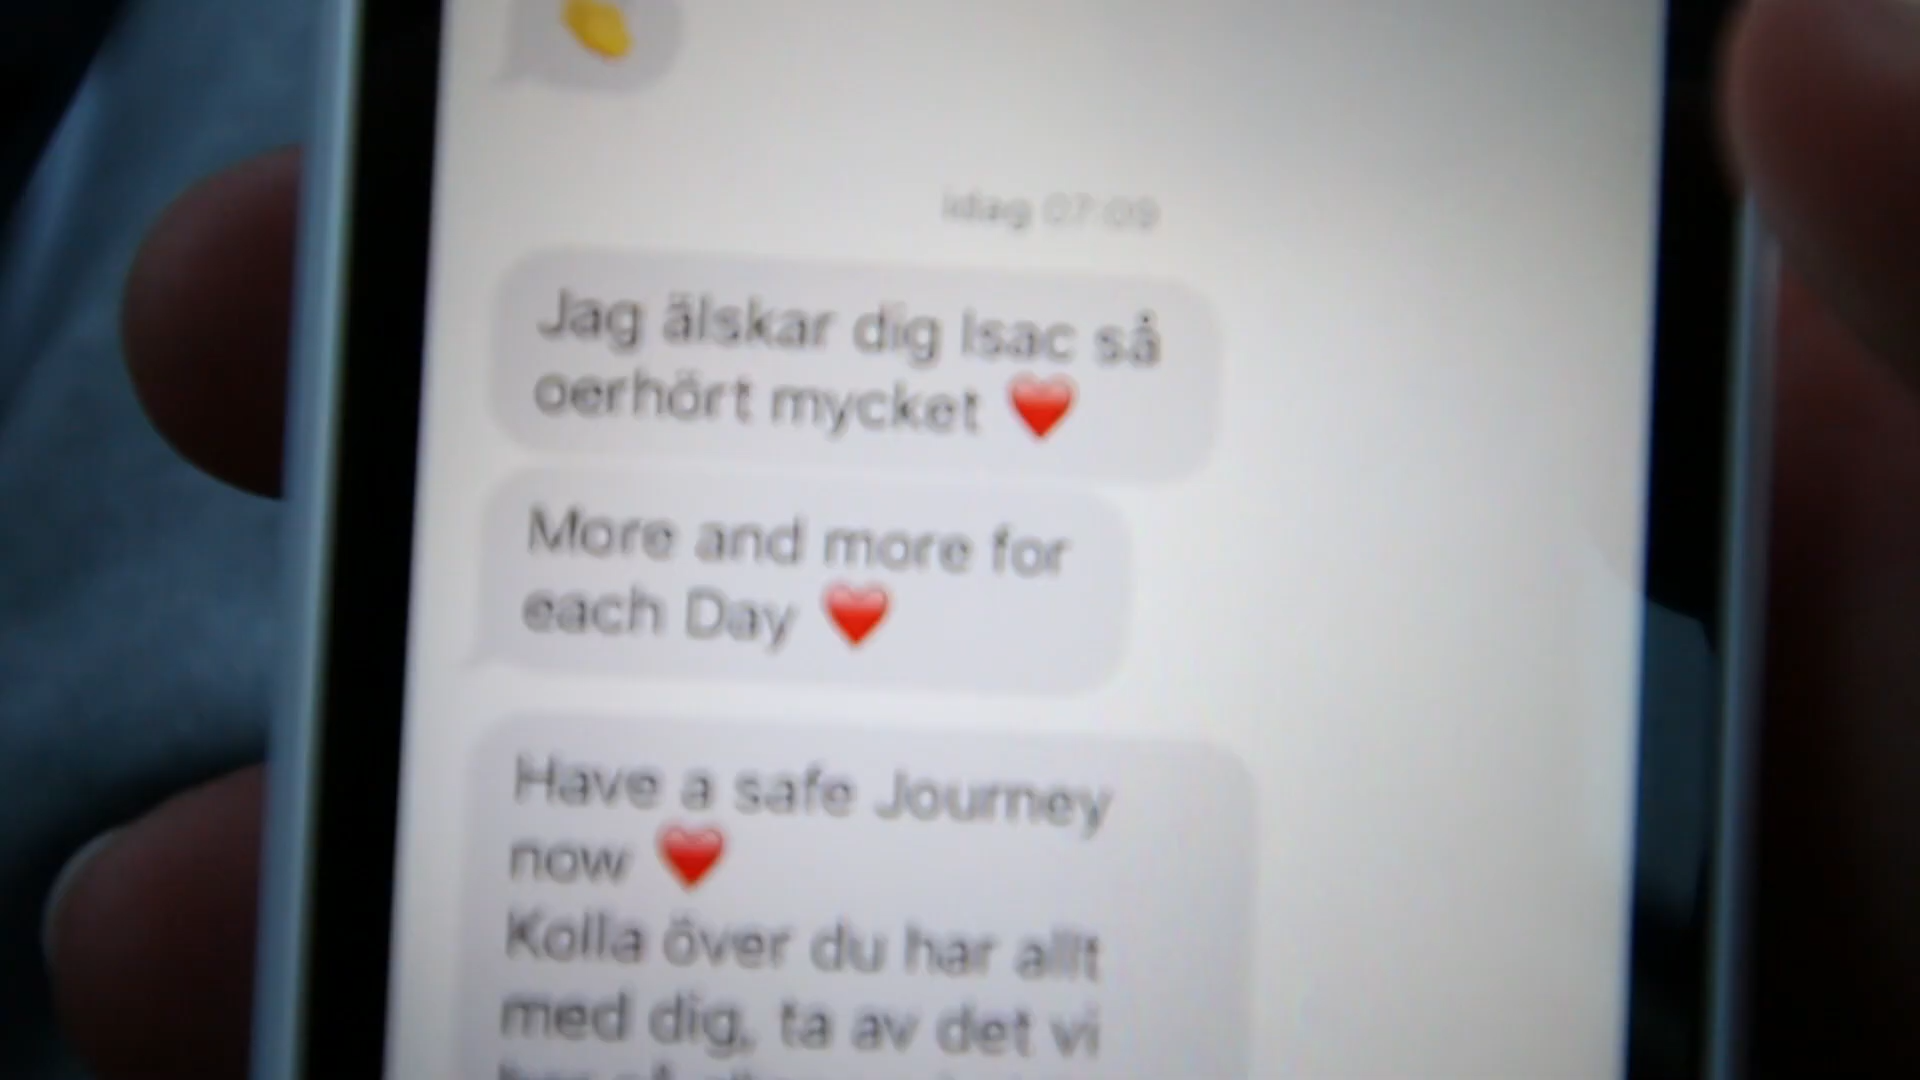 Idag 07:09
Jag älskar dig Isac så
oerhört mycket ❤️
More and more for
each Day ❤️
Have a safe Journey
now ❤️
Kolla över du har allt
med dig, ta av det vi